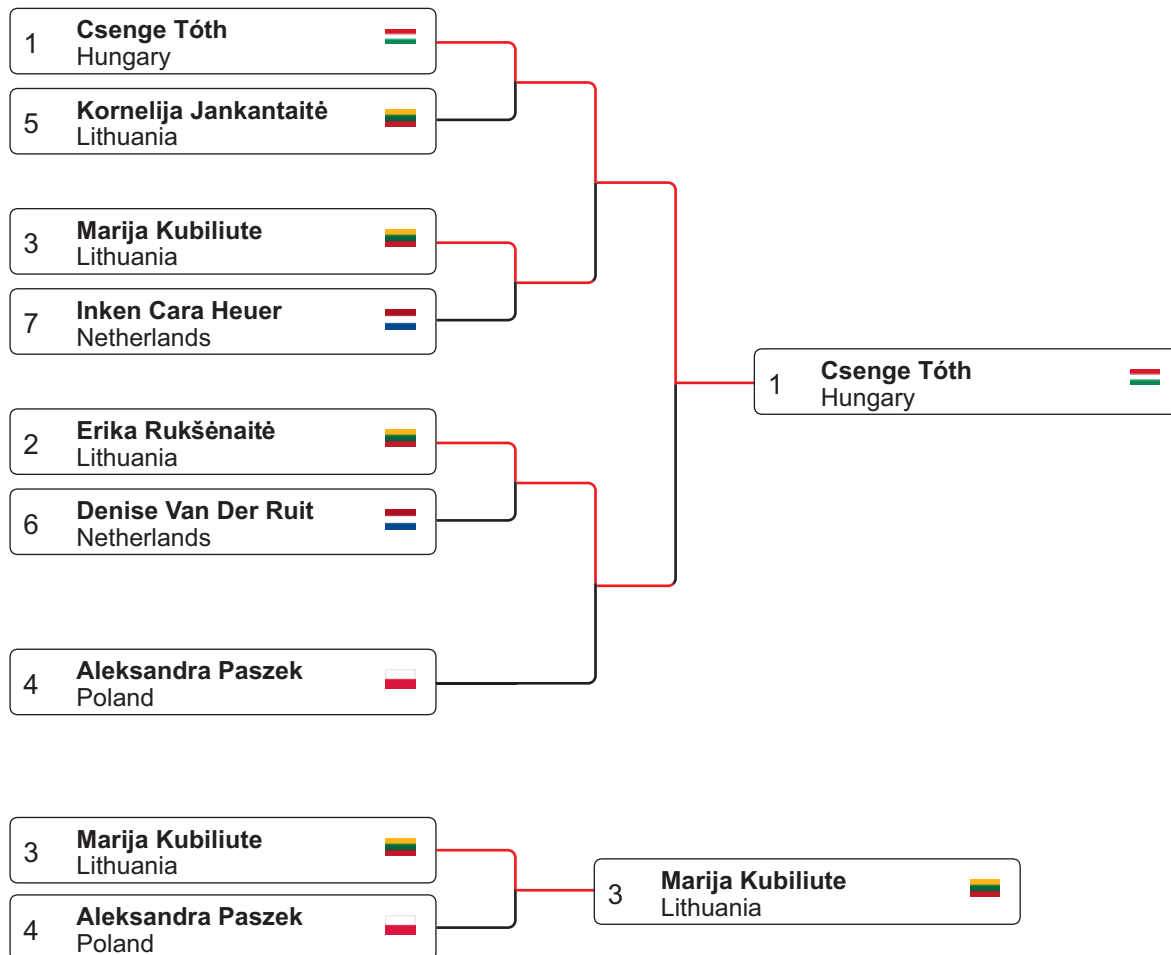 1
Csenge Tóth
Hungary
5
Kornelija Jankantaitė
Lithuania
3
Marija Kubiliute
Lithuania
7
Inken Cara Heuer
Netherlands
1
Csenge Tóth
Hungary
2
Erika Rukšėnaitė
Lithuania
6
Denise Van Der Ruit
Netherlands
4
Aleksandra Paszek
Poland
3
Marija Kubiliute
Lithuania
3
Marija Kubiliute
Lithuania
4
Aleksandra Paszek
Poland